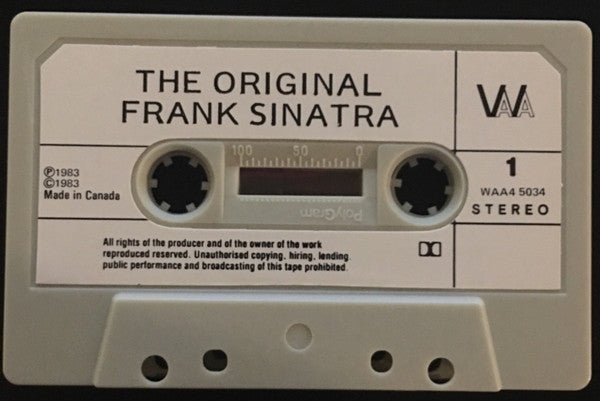 THE ORIGINAL
FRANK SINATRA
VAA
1
WAA4 5034
STEREO
℗1983
©1983
Made in Canada
100 50 0
PolyGram
All rights of the producer and of the owner of the work
reproduced reserved. Unauthorised copying, hiring, lending
public performance and broadcasting of this tape prohibited.